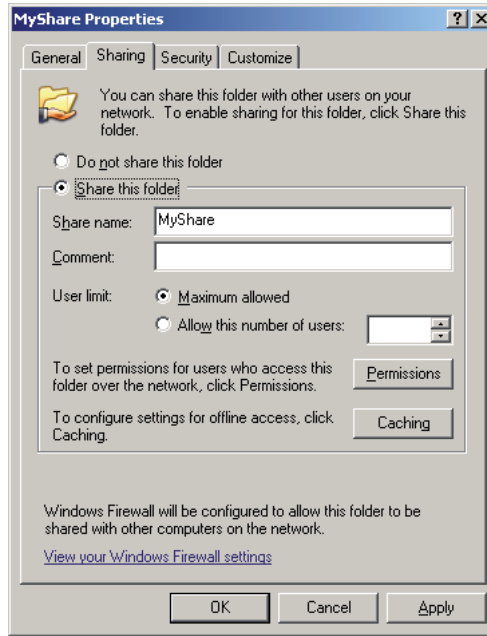 MyShare Properties
General Sharing Security Customize
You can share this folder with other users on your
network. To enable sharing for this folder, click Share this
folder.
Do not share this folder
Share this folder
Share name: MyShare
Comment:
User limit: Maximum allowed
Allow this number of users:
To set permissions for users who access this
folder over the network, click Permissions.
Permissions
To configure settings for offline access, click
Caching.
Caching
Windows Firewall will be configured to allow this folder to be
shared with other computers on the network.
View your Windows Firewall settings
OK Cancel Apply